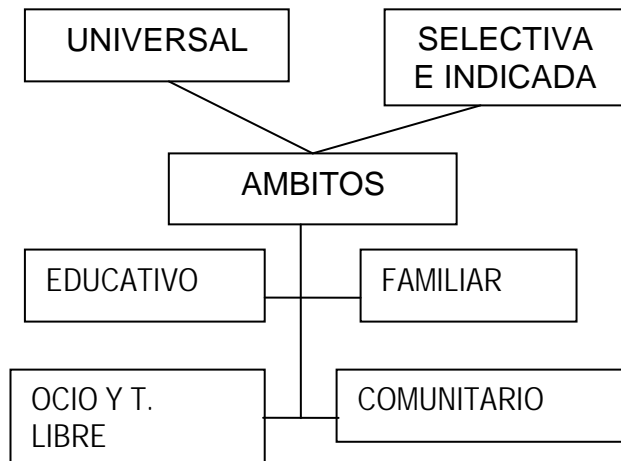 UNIVERSAL
SELECTIVA
E INDICADA
AMBITOS
EDUCATIVO
FAMILIAR
OCIO Y T.
LIBRE
COMUNITARIO